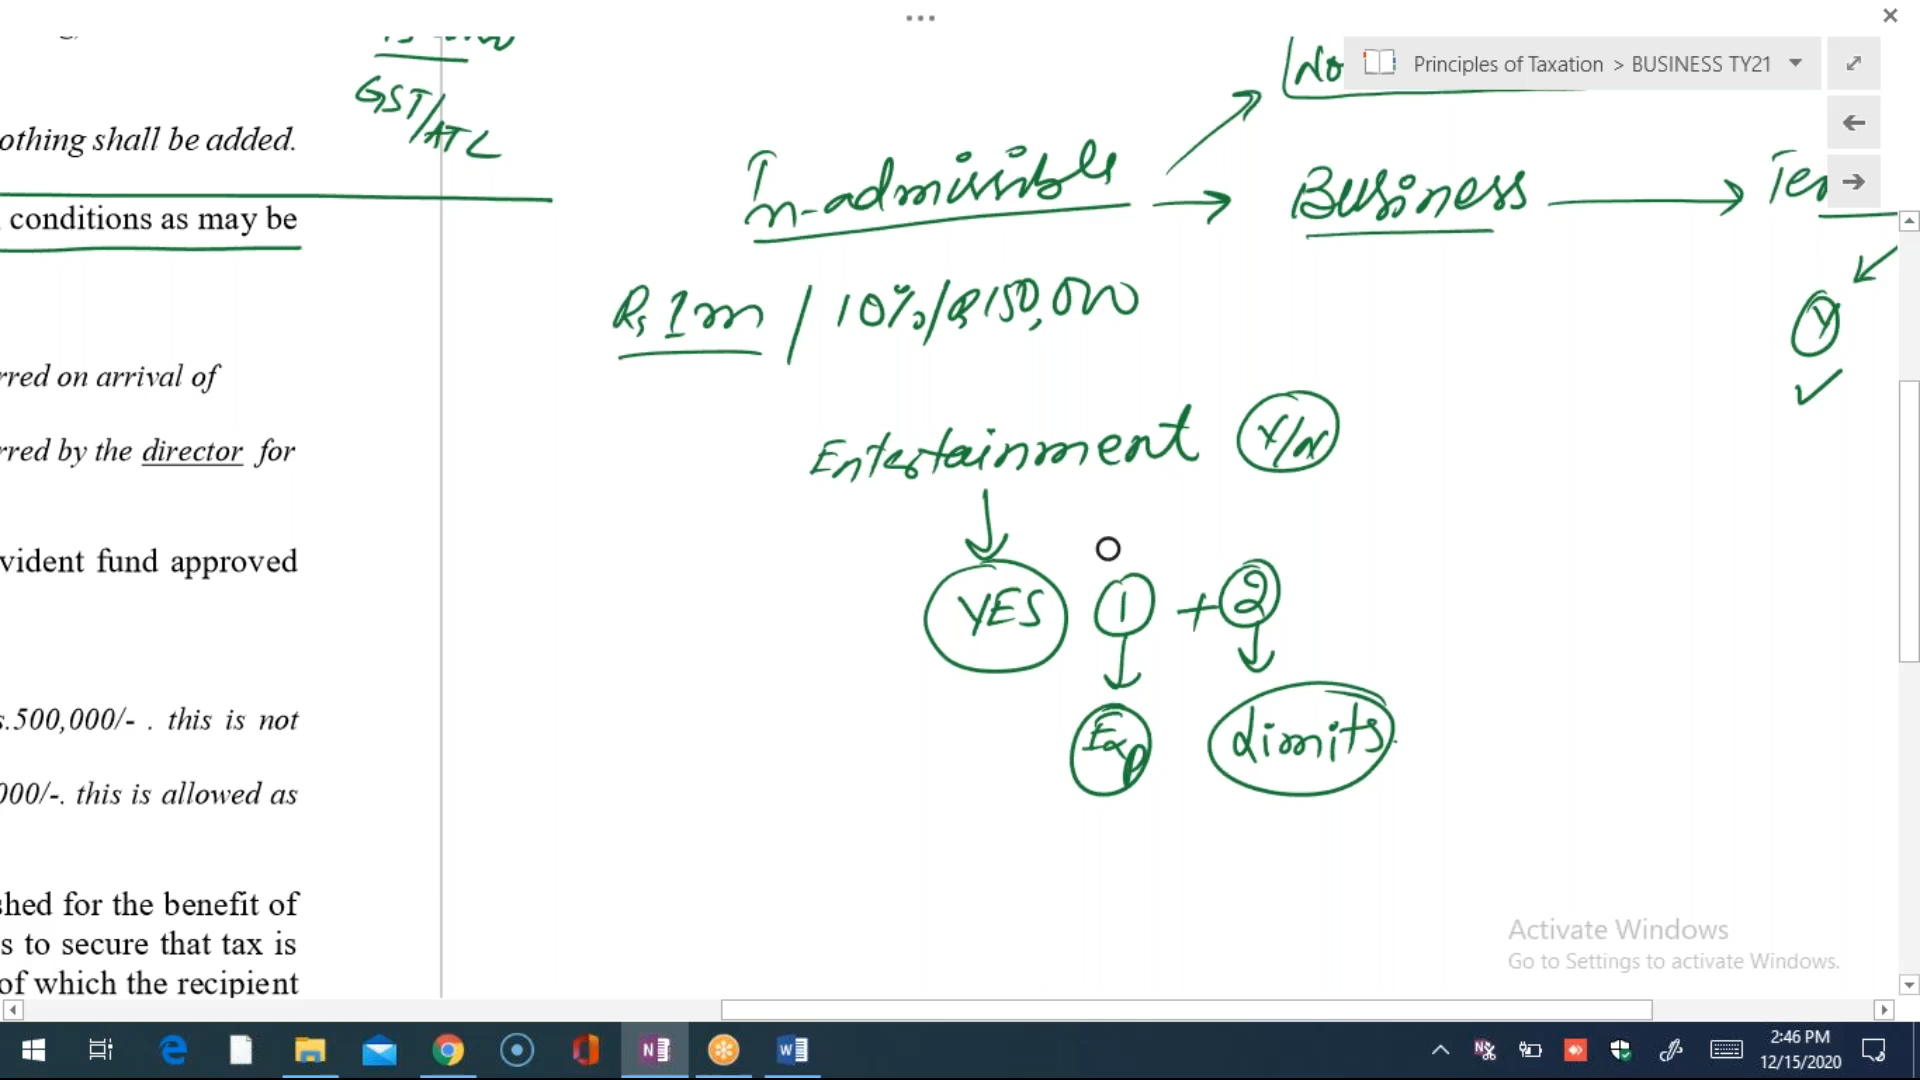 Principles of Taxation > BUSINESS TY21
No
GST/ATL
othing shall be added.
In-admissible
Business
conditions as may be
Rs 1m / 10%/@150,000
Y
rred on arrival of
Entertainment Y/N
rred by the director for
vident fund approved
YES 1 + 2
s.500,000/- . this is not
Exp limits
000/-. this is allowed as
shed for the benefit of
s to secure that tax is
of which the recipient
Activate Windows
Go to Settings to activate Windows.
2:46 PM
12/15/2020